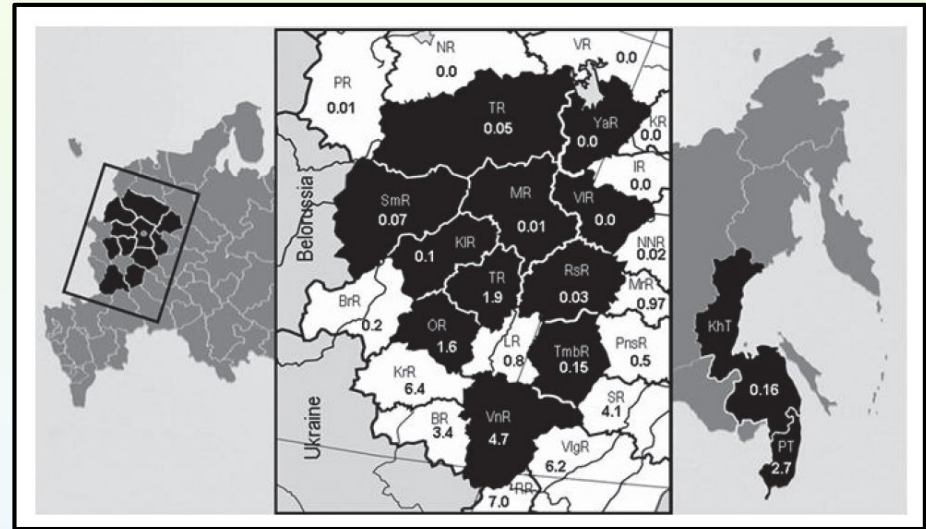 NR
0.0
VR
0.0
PR
0.01
TR
0.05
YaR
0.0
KR
0.0
IR
0.0
Belorussia
SmR
0.07
MR
0.01
VIR
0.0
NNR
0.02
KIR
0.1
TR
1.9
RsR
0.03
MrR
0.97
BrR
0.2
OR
1.6
LR
0.8
TmbR
0.15
PnsR
0.5
KrR
6.4
SR
4.1
Ukraine
BR
3.4
VnR
4.7
VlgR
6.2
RR
7.0
KhT
0.16
PT
2.7